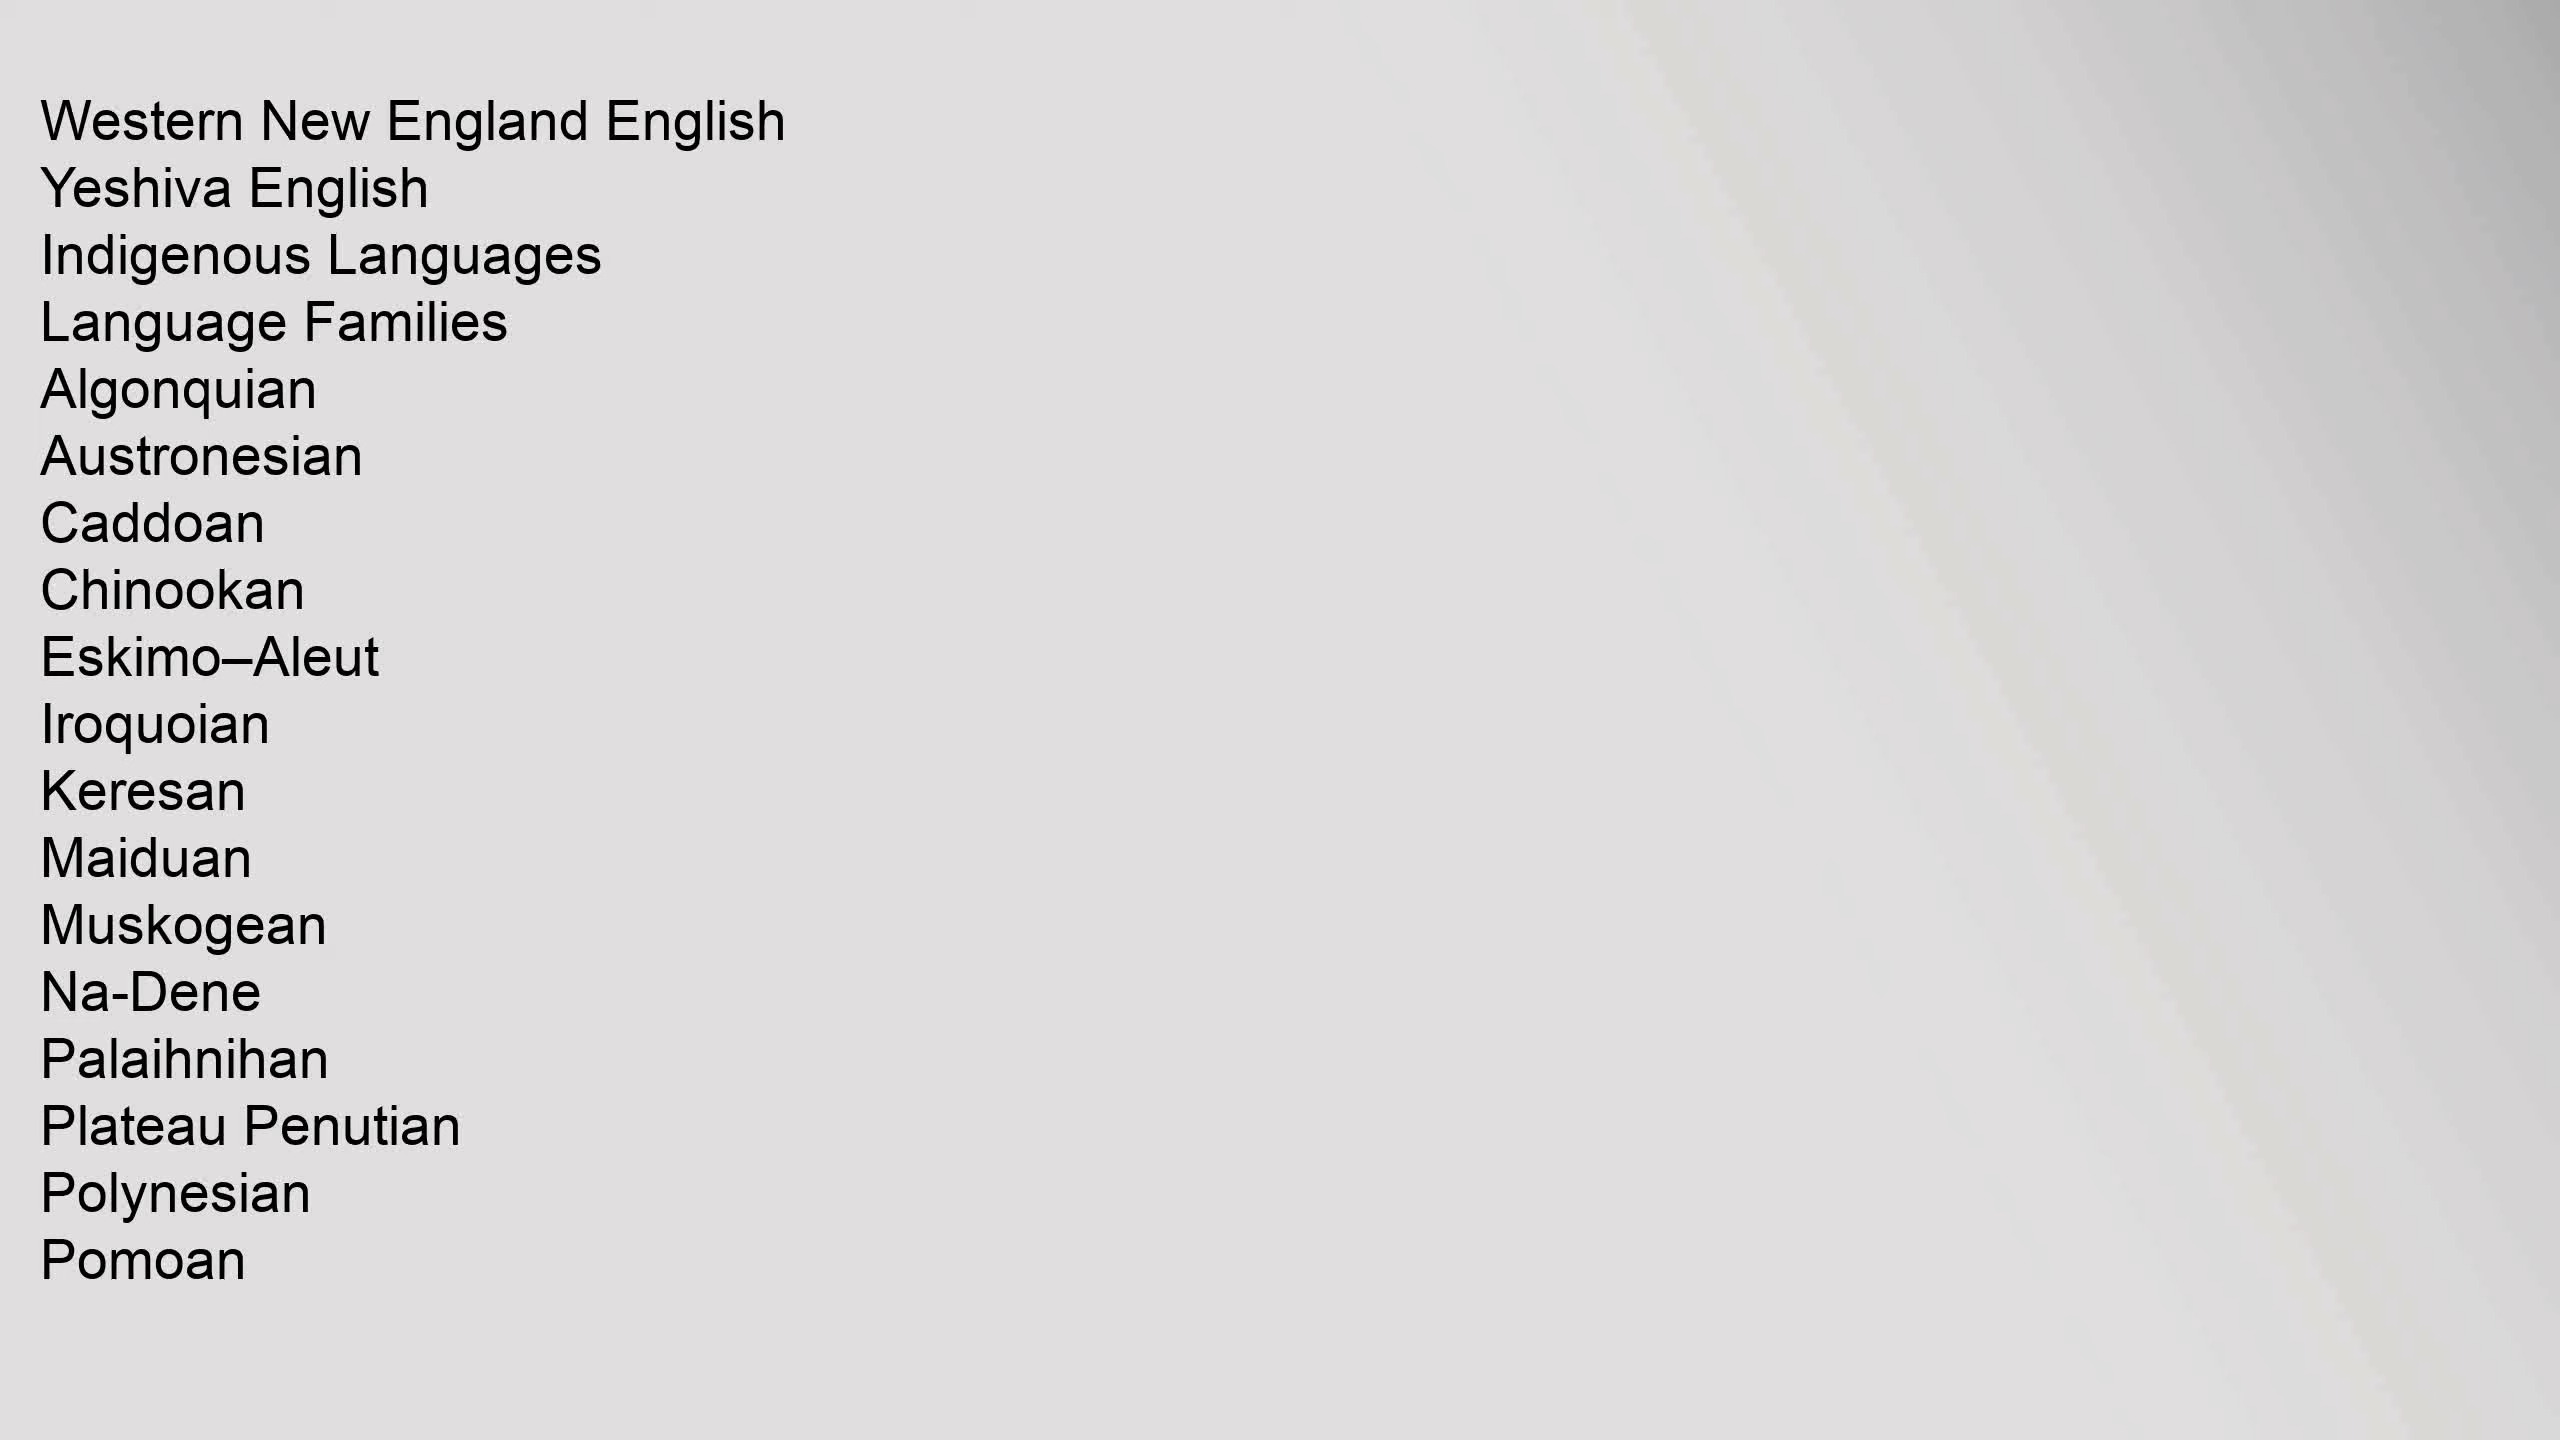 Western New England English
Yeshiva English
Indigenous Languages
Language Families
Algonquian
Austronesian
Caddoan
Chinookan
Eskimo–Aleut
Iroquoian
Keresan
Maiduan
Muskogean
Na-Dene
Palaihnihan
Plateau Penutian
Polynesian
Pomoan